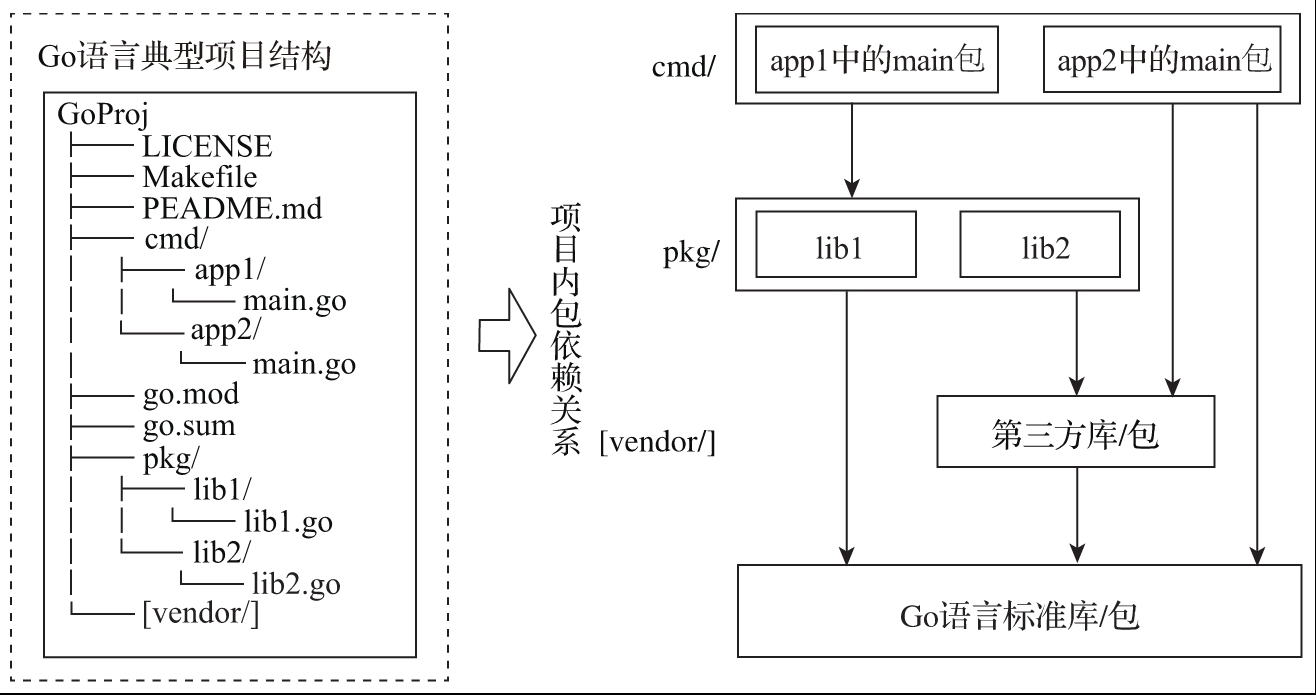 Go语言典型项目结构
GoProj
LICENSE
Makefile
PEADME.md
cmd/
app1/
main.go
app2/
main.go
go.mod
go.sum
pkg/
lib1/
lib1.go
lib2/
lib2.go
[vendor/]
项目内包依赖关系
cmd/
app1中的main包
app2中的main包
pkg/
lib1
lib2
[vendor/]
第三方库/包
Go语言标准库/包